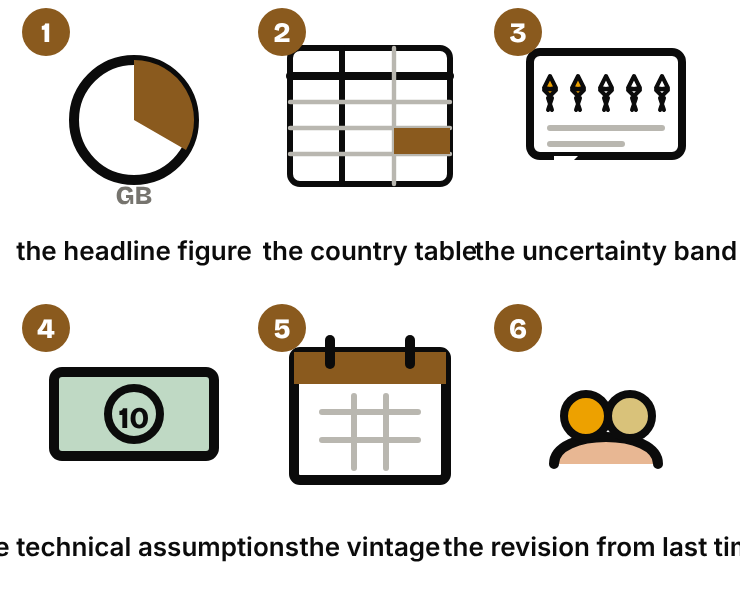 1 2 3
GB
the headline figure the country table the uncertainty band
4 5 6
10
e technical assumptions the vintage the revision from last tim